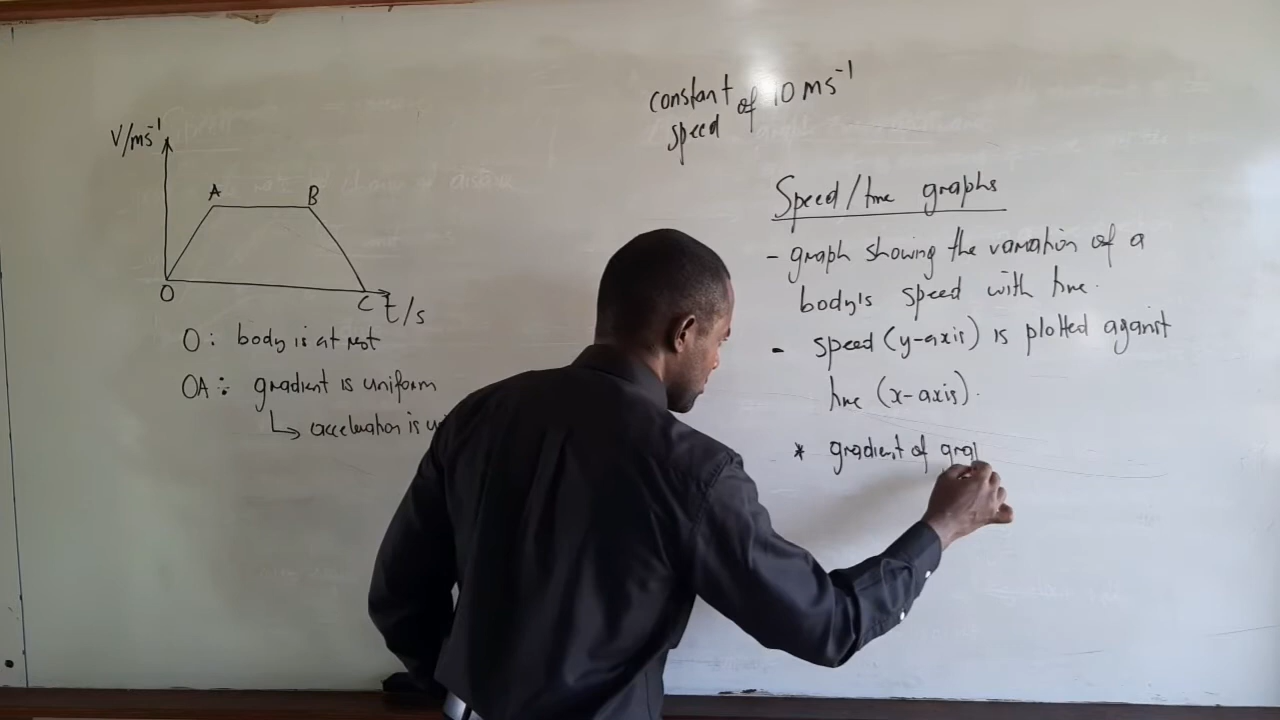 constant of 10 ms⁻¹
speed
V/ms⁻¹
A B
O C t/s
O : body is at rest
OA : gradient is uniform
↳ acceleration is
Speed/time graphs
- graph showing the variation of a
body's speed with time.
- speed (y-axis) is plotted against
time (x-axis).
* gradient of gra